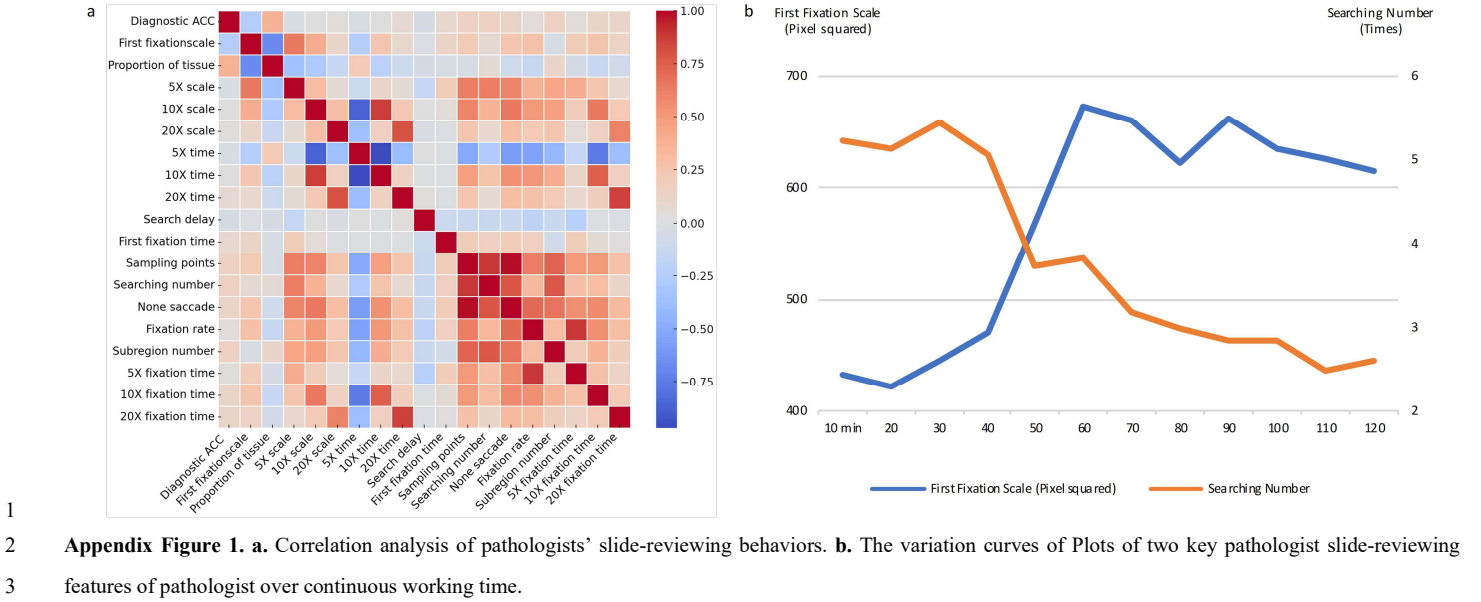 a
Diagnostic ACC
First fixationscale
Proportion of tissue
5X scale
10X scale
20X scale
5X time
10X time
20X time
Search delay
First fixation time
Sampling points
Searching number
None saccade
Fixation rate
Subregion number
5X fixation time
10X fixation time
20X fixation time
Diagnostic ACC
First fixationscale
Proportion of tissue
5X scale
10X scale
20X scale
5X time
10X time
20X time
Search delay
First fixation time
Sampling points
Searching number
None saccade
Fixation rate
Subregion number
5X fixation time
10X fixation time
20X fixation time
1.00
0.75
0.50
0.25
0.00
−0.25
−0.50
−0.75
b
First Fixation Scale
(Pixel squared)
Searching Number
(Times)
700
600
500
400
6
5
4
3
2
10 min 20 30 40 50 60 70 80 90 100 110 120
First Fixation Scale (Pixel squared) Searching Number
1
2 Appendix Figure 1. a. Correlation analysis of pathologists’ slide-reviewing behaviors. b. The variation curves of Plots of two key pathologist slide-reviewing
3 features of pathologist over continuous working time.